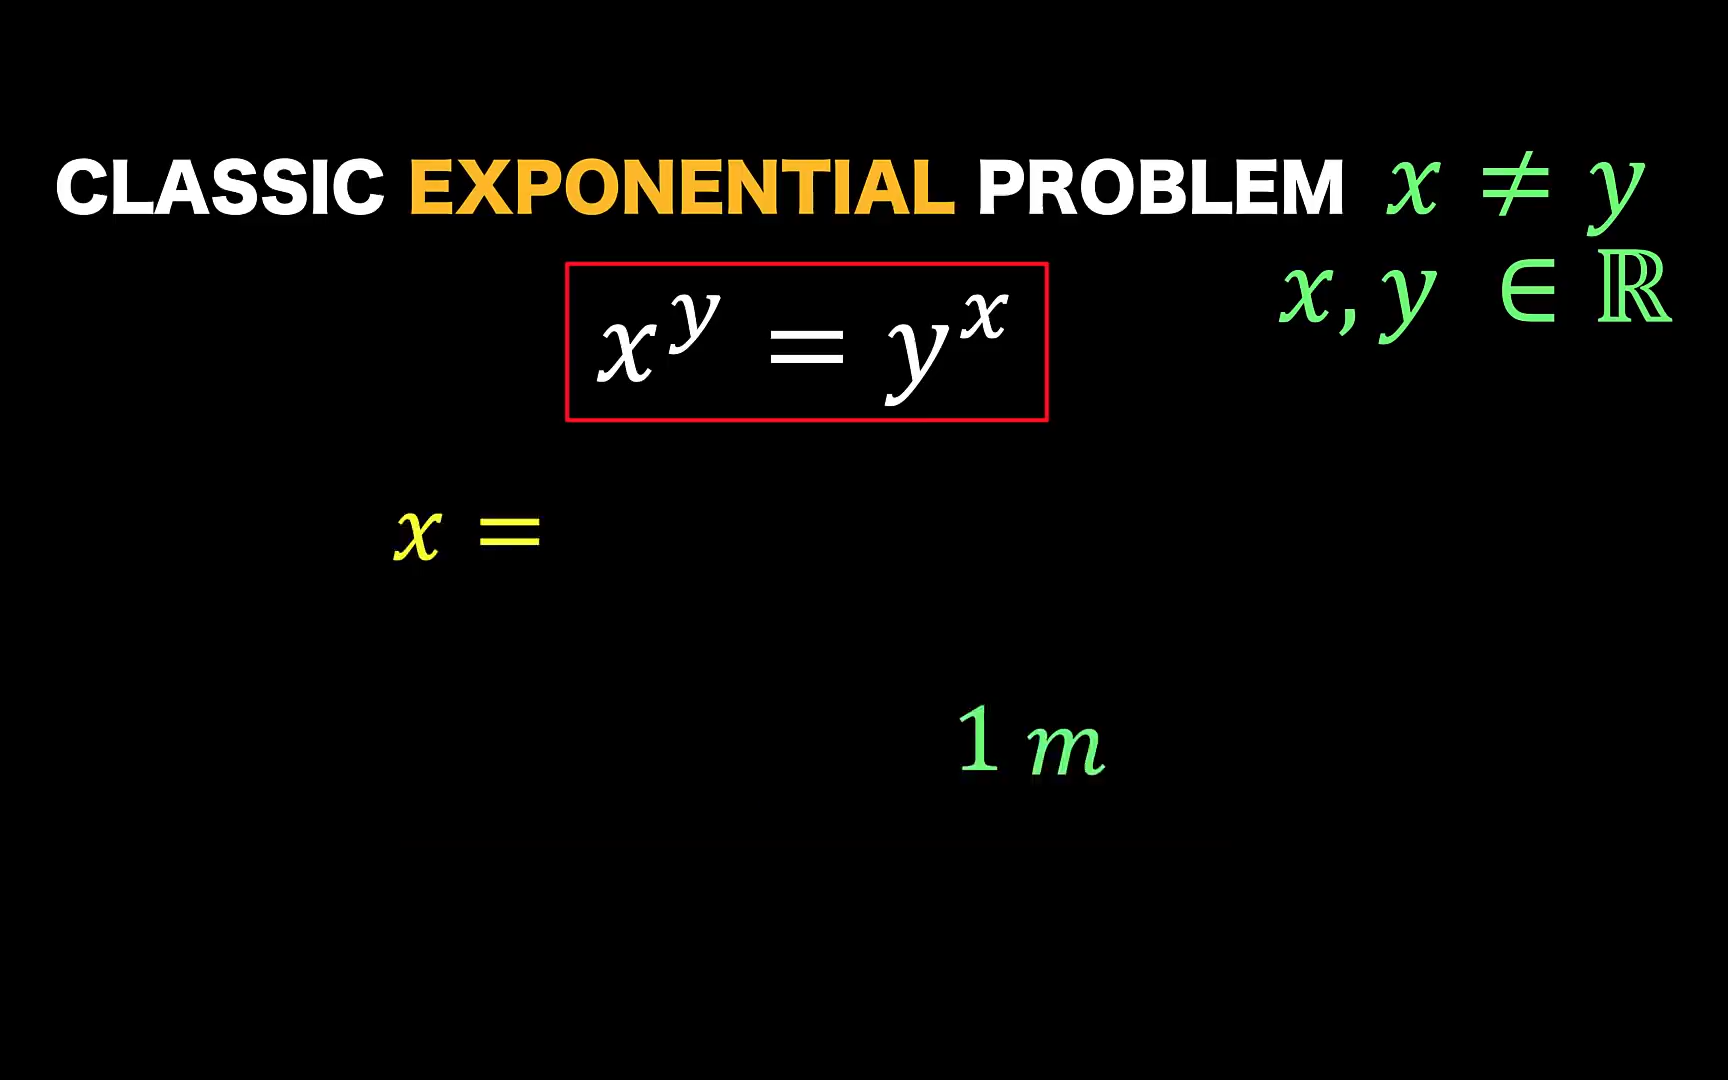 CLASSIC EXPONENTIAL PROBLEM x ≠ y
x, y ∈ ℝ
x^y = y^x
x =
1 m